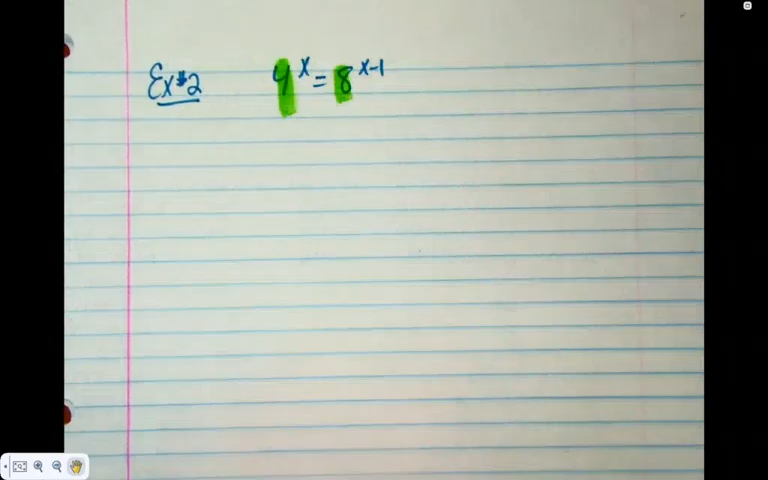 Ex#2 4^x = 8^{x-1}